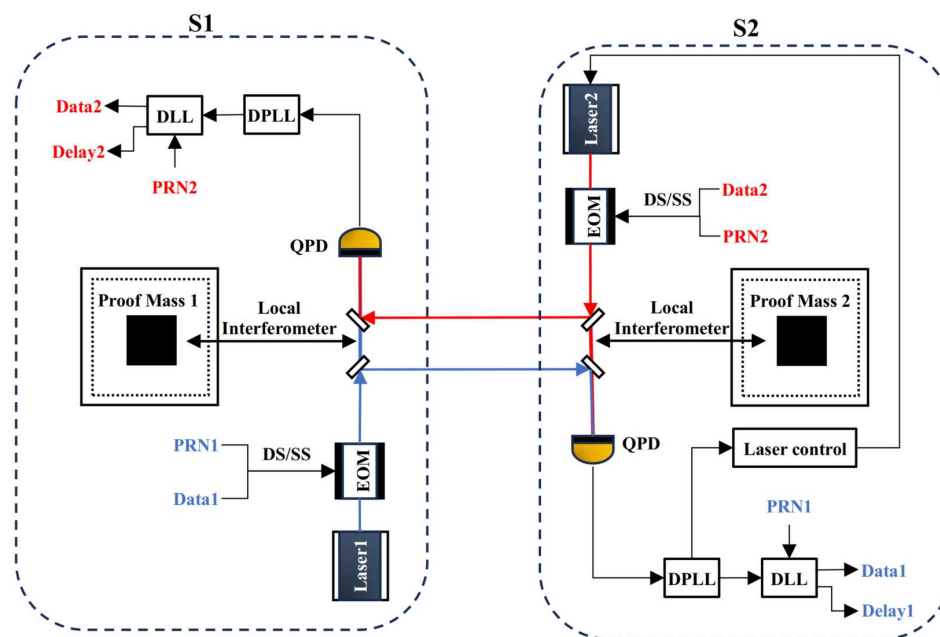 S1
Data2
DLL
DPLL
Delay2
PRN2
QPD
Proof Mass 1
Local
Interferometer
PRN1
DS/SS
EOM
Data1
Laser1
S2
Laser2
EOM
DS/SS
Data2
PRN2
Local
Interferometer
Proof Mass 2
QPD
Laser control
PRN1
DPLL
DLL
Data1
Delay1